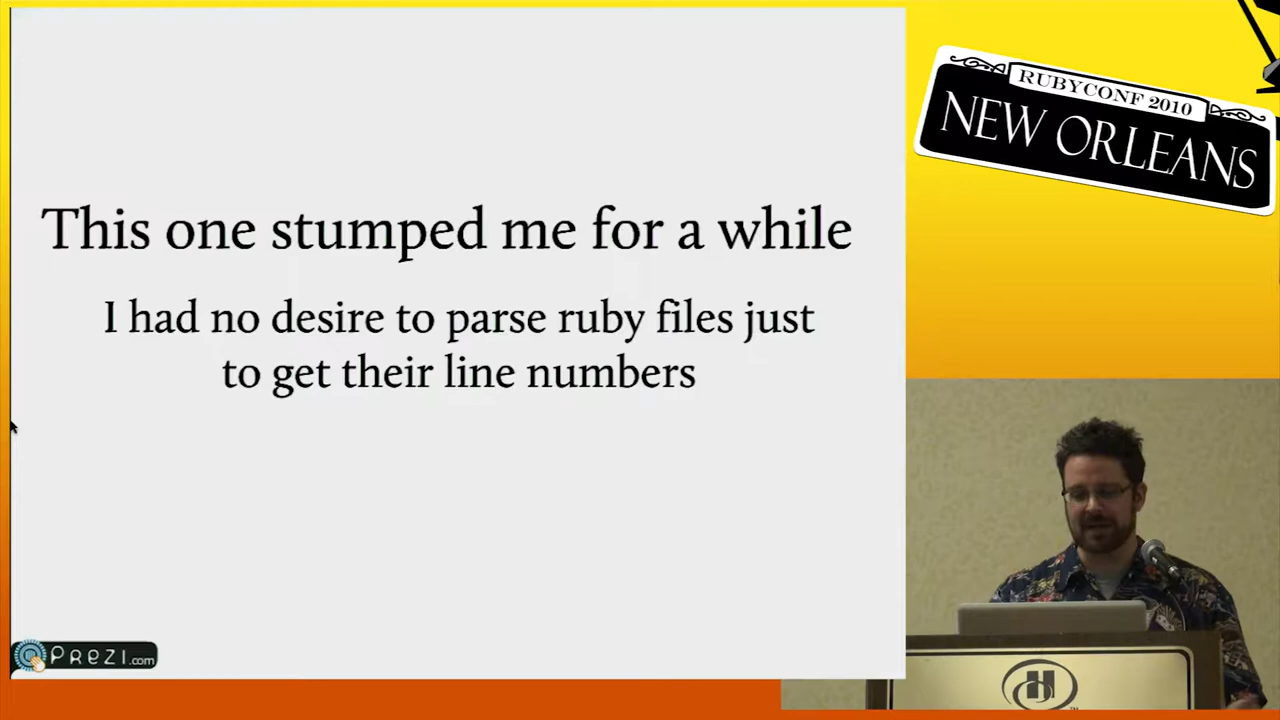 This one stumped me for a while
I had no desire to parse ruby files just
to get their line numbers
RUBYCONF 2010
NEW ORLEANS
Prezi.com
H